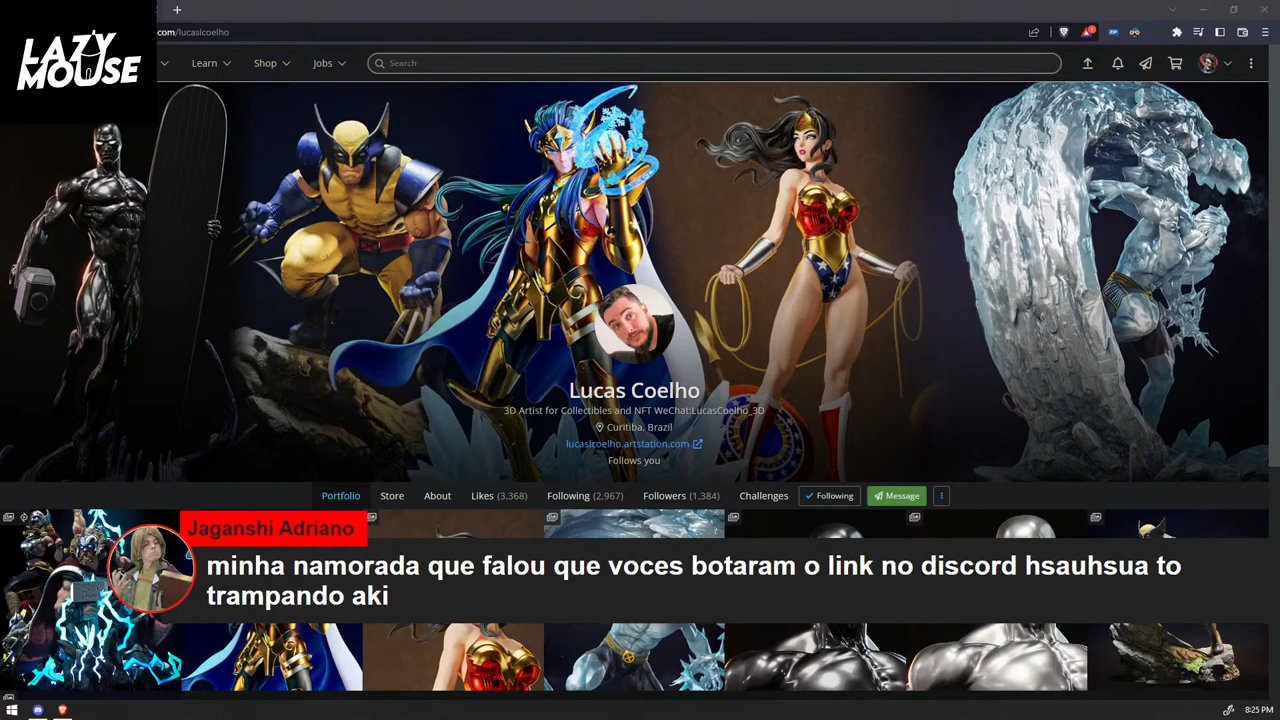 LAZY
MOUSE
com/lucaslcoelho
Learn
Shop
Jobs
Search
Lucas Coelho
3D Artist for Collectibles and NFT WeChat:LucasCoelho_3D
Curitiba, Brazil
lucaslcoelho.artstation.com
Follows you
Portfolio
Store
About
Likes (3,368)
Following (2,967)
Followers (1,384)
Challenges
Following
Message
Jaganshi Adriano
minha namorada que falou que voces botaram o link no discord hsauhsua to
trampando aki
8:25 PM